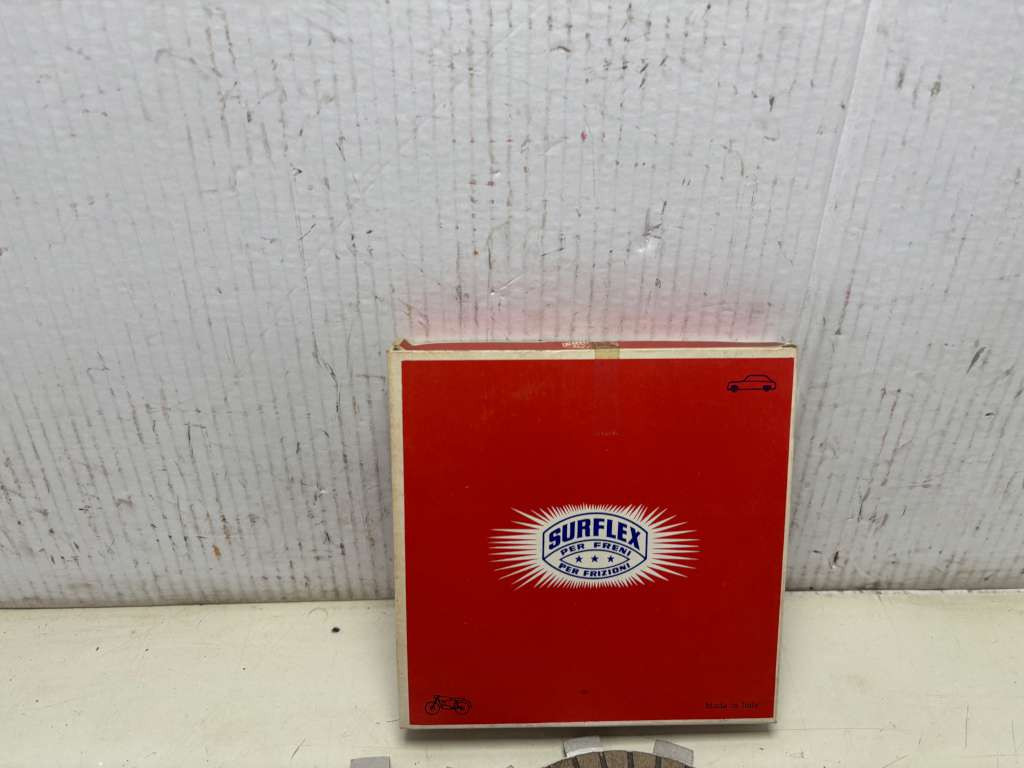 SURFLEX
PER FRENI
PER FRIZIONI
Made in Italy